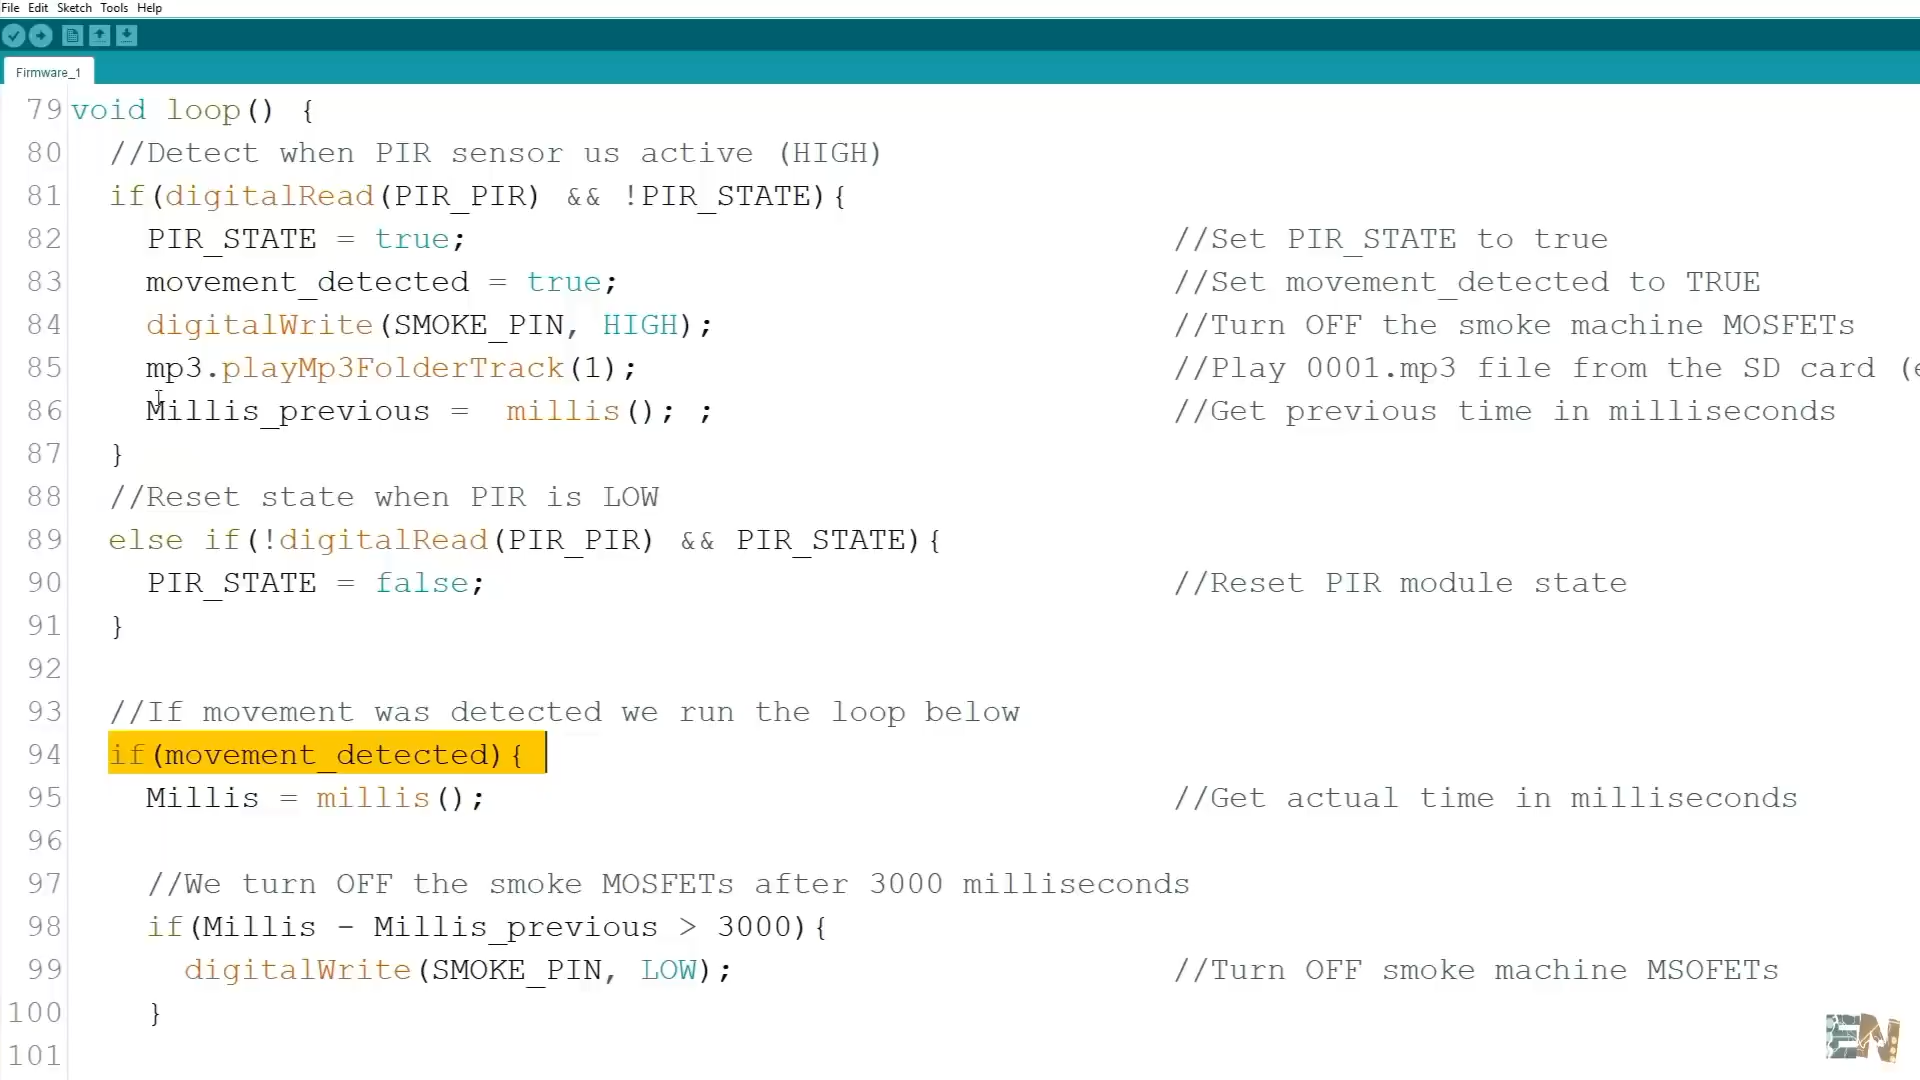 File Edit Sketch Tools Help
Firmware_1
79 void loop() {
80 //Detect when PIR sensor us active (HIGH)
81 if(digitalRead(PIR_PIR) && !PIR_STATE){
82 PIR_STATE = true; //Set PIR_STATE to true
83 movement_detected = true; //Set movement_detected to TRUE
84 digitalWrite(SMOKE_PIN, HIGH); //Turn OFF the smoke machine MOSFETs
85 mp3.playMp3FolderTrack(1); //Play 0001.mp3 file from the SD card (
86 Millis_previous = millis(); ; //Get previous time in milliseconds
87 }
88 //Reset state when PIR is LOW
89 else if(!digitalRead(PIR_PIR) && PIR_STATE){
90 PIR_STATE = false; //Reset PIR module state
91 }
92
93 //If movement was detected we run the loop below
94 if(movement_detected){
95 Millis = millis(); //Get actual time in milliseconds
96
97 //We turn OFF the smoke MOSFETs after 3000 milliseconds
98 if(Millis - Millis_previous > 3000){
99 digitalWrite(SMOKE_PIN, LOW); //Turn OFF smoke machine MSOFETs
100 }
101
EN